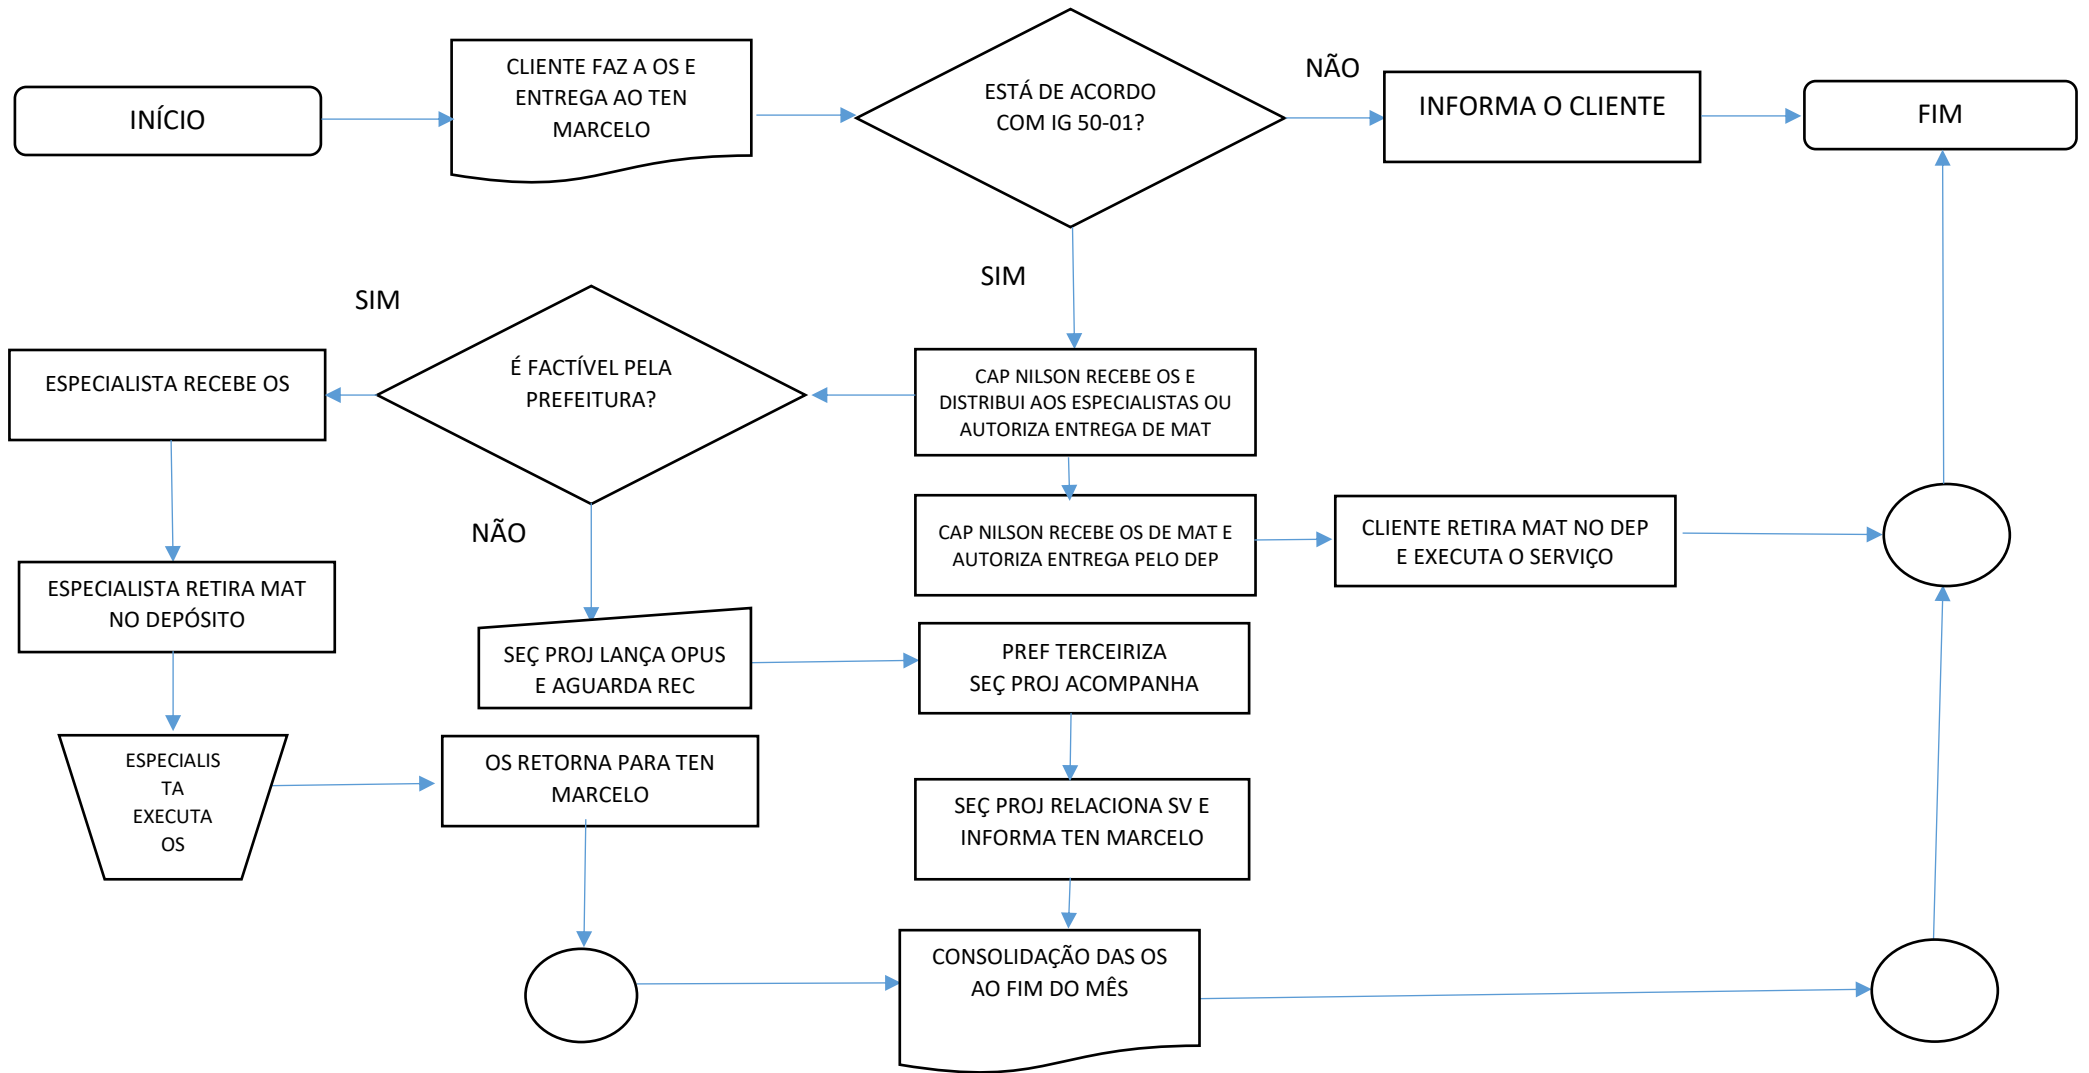 INÍCIO
CLIENTE FAZ A OS E
ENTREGA AO TEN
MARCELO
ESTÁ DE ACORDO
COM IG 50-01?
NÃO
INFORMA O CLIENTE
FIM
SIM
SIM
ESPECIALISTA RECEBE OS
É FACTÍVEL PELA
PREFEITURA?
CAP NILSON RECEBE OS E
DISTRIBUI AOS ESPECIALISTAS OU
AUTORIZA ENTREGA DE MAT
NÃO
CAP NILSON RECEBE OS DE MAT E
AUTORIZA ENTREGA PELO DEP
CLIENTE RETIRA MAT NO DEP
E EXECUTA O SERVIÇO
ESPECIALISTA RETIRA MAT
NO DEPÓSITO
SEÇ PROJ LANÇA OPUS
E AGUARDA REC
PREF TERCEIRIZA
SEÇ PROJ ACOMPANHA
ESPECIALIS
TA
EXECUTA
OS
OS RETORNA PARA TEN
MARCELO
SEÇ PROJ RELACIONA SV E
INFORMA TEN MARCELO
CONSOLIDAÇÃO DAS OS
AO FIM DO MÊS